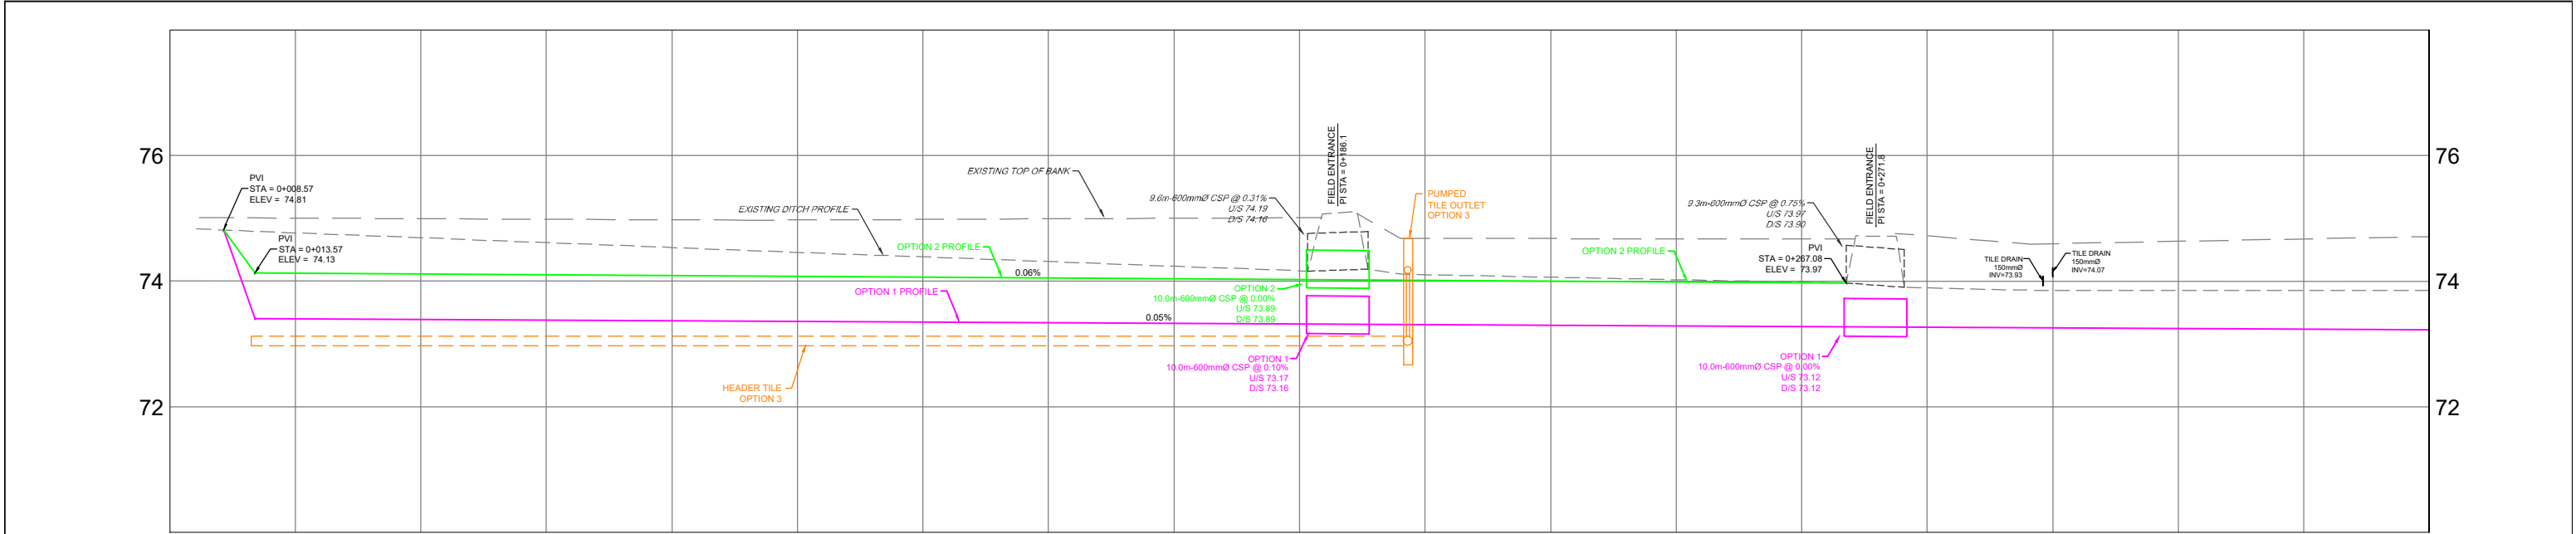 76
76
74
74
72
72
PVI
STA = 0+008.57
ELEV = 74.81
PVI
STA = 0+013.57
ELEV = 74.13
EXISTING DITCH PROFILE
EXISTING TOP OF BANK
OPTION 2 PROFILE
0.06%
OPTION 1 PROFILE
0.05%
HEADER TILE
OPTION 3
9.6m-600mmØ CSP @ 0.31%
U/S 74.19
D/S 74.16
FIELD ENTRANCE
PI STA = 0+186.1
OPTION 2
10.0m-600mmØ CSP @ 0.00%
U/S 73.89
D/S 73.89
OPTION 1
10.0m-600mmØ CSP @ 0.10%
U/S 73.17
D/S 73.16
PUMPED
TILE OUTLET
OPTION 3
OPTION 2 PROFILE
9.3m-600mmØ CSP @ 0.75%
U/S 73.97
D/S 73.90
PVI
STA = 0+267.08
ELEV = 73.97
FIELD ENTRANCE
PI STA = 0+271.8
OPTION 1
10.0m-600mmØ CSP @ 0.00%
U/S 73.12
D/S 73.12
TILE DRAIN
150mmØ
INV=73.93
TILE DRAIN
150mmØ
INV=74.07